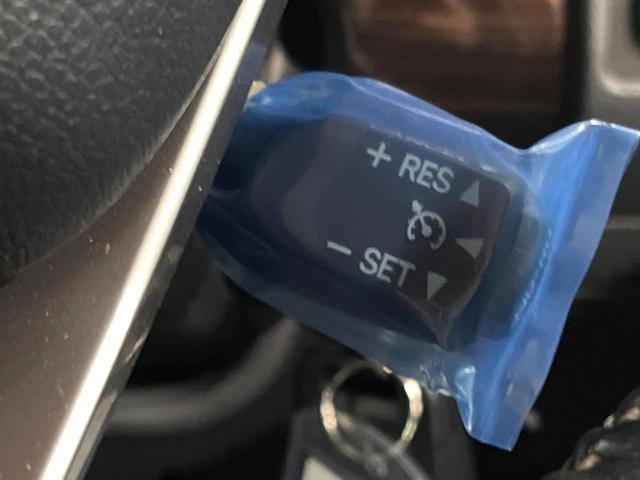 + RES ▲
◀
− SET ▼